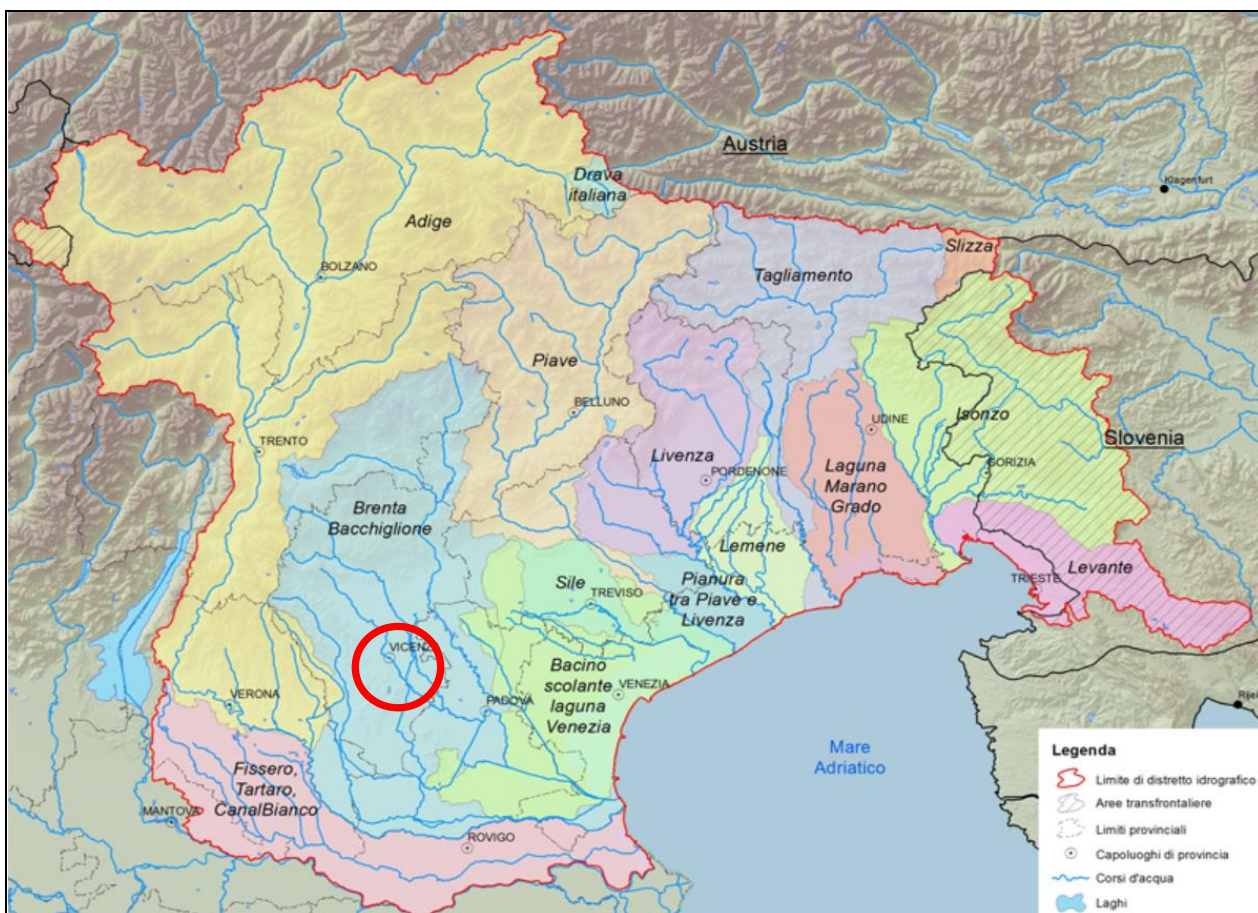 Austria
Drava
italiana
Klagenfurt
Adige
Slizza
Tagliamento
BOLZANO
Piave
BELLUNO
UDINE
Isonzo
Slovenia
TRENTO
Livenza
PORDENONE
Laguna
Marano
Grado
GORIZIA
Brenta
Bacchiglione
Lemene
Levante
TRIESTE
Sile
TREVISO
Pianura
tra Piave e
Livenza
VICENZ
Bacino
scolante
laguna
Venezia
VENEZIA
VERONA
PADOVA
Rije
Mare
Adriatico
Fissero,
Tartaro,
CanalBianco
MANTOVA
ROVIGO
Legenda
Limite di distretto idrografico
Aree transfrontaliere
Limiti provinciali
Capoluoghi di provincia
Corsi d'acqua
Laghi